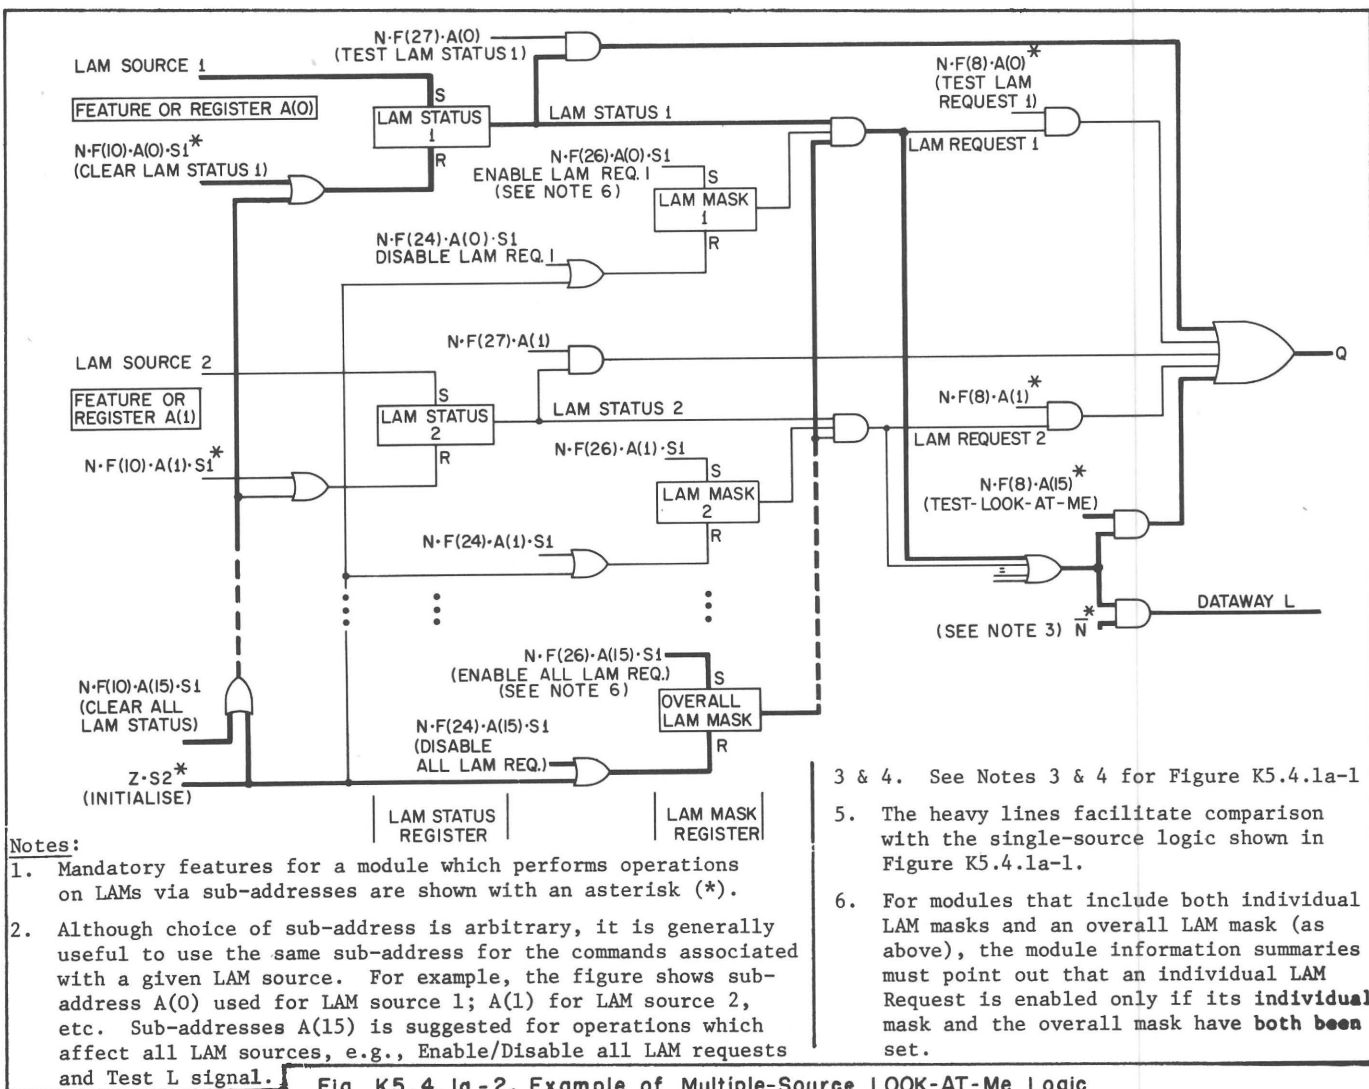 N·F(27)·A(0)
(TEST LAM STATUS 1)
LAM SOURCE 1
FEATURE OR REGISTER A(0)
N·F(10)·A(0)·S1*
(CLEAR LAM STATUS 1)
S
LAM STATUS
1
R
LAM STATUS 1
N·F(8)·A(0)*
(TEST LAM
REQUEST 1)
LAM REQUEST 1
N·F(26)·A(0)·S1
ENABLE LAM REQ. 1
(SEE NOTE 6)
S
LAM MASK
1
R
N·F(24)·A(0)·S1
DISABLE LAM REQ. 1
LAM SOURCE 2
FEATURE OR
REGISTER A(1)
N·F(10)·A(1)·S1*
N·F(27)·A(1)
S
LAM STATUS
2
R
LAM STATUS 2
N·F(8)·A(1)*
LAM REQUEST 2
Q
N·F(26)·A(1)·S1
S
LAM MASK
2
R
N·F(24)·A(1)·S1
N·F(8)·A(15)*
(TEST-LOOK-AT-ME)
DATAWAY L
(SEE NOTE 3) N̅*
N·F(10)·A(15)·S1
(CLEAR ALL
LAM STATUS)
Z·S2*
(INITIALISE)
N·F(26)·A(15)·S1
(ENABLE ALL LAM REQ.)
(SEE NOTE 6)
S
OVERALL
LAM MASK
R
N·F(24)·A(15)·S1
(DISABLE
ALL LAM REQ.)
LAM STATUS
REGISTER
LAM MASK
REGISTER
Notes:
1. Mandatory features for a module which performs operations
on LAMs via sub-addresses are shown with an asterisk (*).
2. Although choice of sub-address is arbitrary, it is generally
useful to use the same sub-address for the commands associated
with a given LAM source. For example, the figure shows sub-
address A(0) used for LAM source 1; A(1) for LAM source 2,
etc. Sub-addresses A(15) is suggested for operations which
affect all LAM sources, e.g., Enable/Disable all LAM requests
and Test L signal.
3 & 4. See Notes 3 & 4 for Figure K5.4.1a-1
5. The heavy lines facilitate comparison
with the single-source logic shown in
Figure K5.4.1a-1.
6. For modules that include both individual
LAM masks and an overall LAM mask (as
above), the module information summaries
must point out that an individual LAM
Request is enabled only if its individual
mask and the overall mask have both been
set.
Fig. K5.4.1a-2. Example of Multiple-Source LOOK-AT-Me Logic